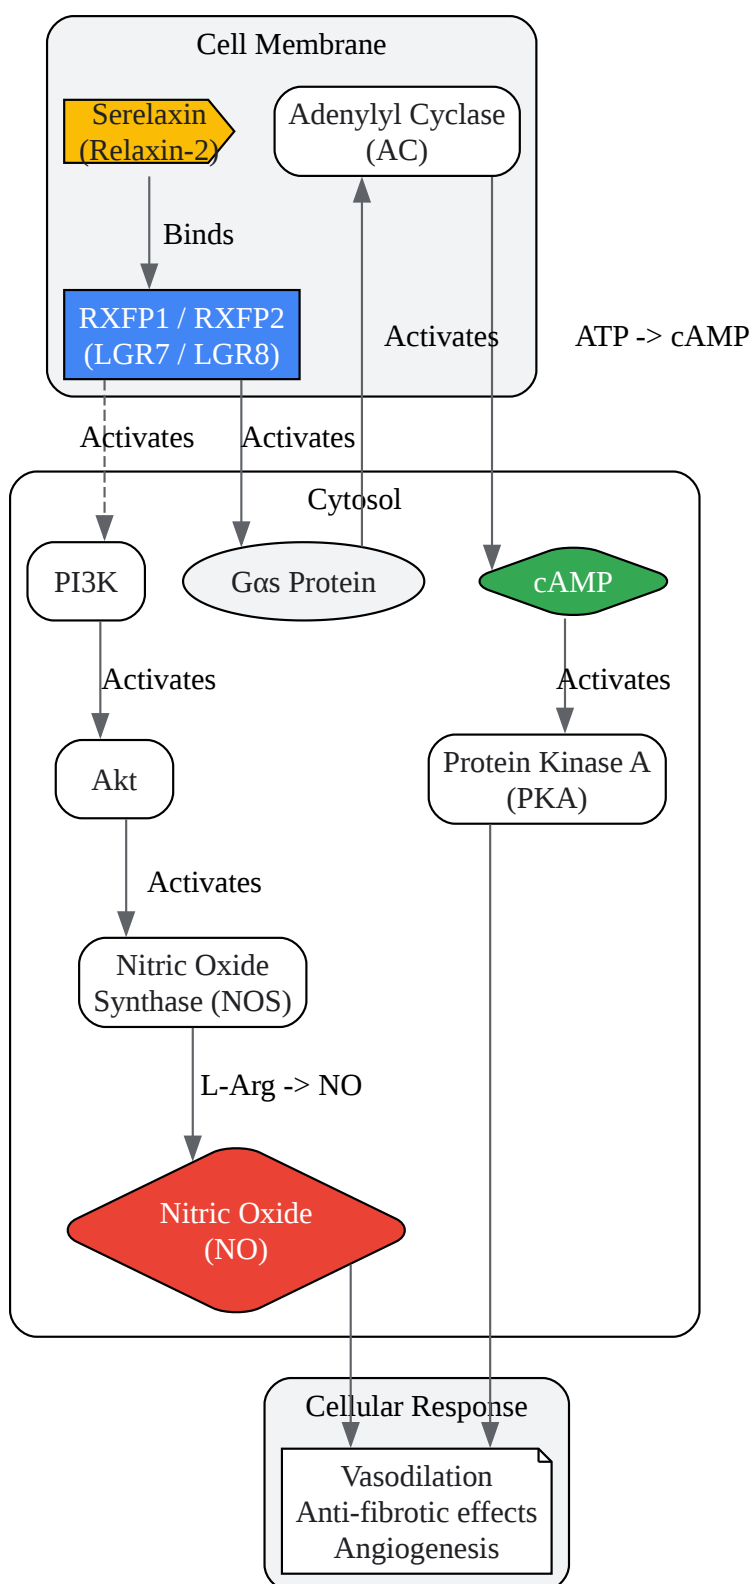 Cell Membrane
Serelaxin
(Relaxin-2)
Adenylyl Cyclase
(AC)
Binds
RXFP1 / RXFP2
(LGR7 / LGR8)
Activates
ATP -> cAMP
Activates
Activates
Cytosol
PI3K
Gαs Protein
cAMP
Activates
Activates
Akt
Protein Kinase A
(PKA)
Activates
Nitric Oxide
Synthase (NOS)
L-Arg -> NO
Nitric Oxide
(NO)
Cellular Response
Vasodilation
Anti-fibrotic effects
Angiogenesis